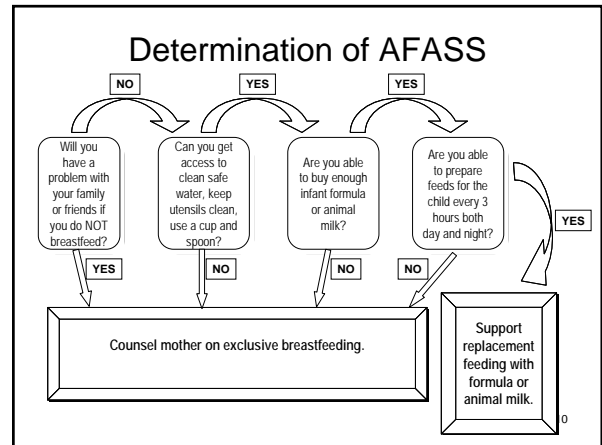 Determination of AFASS
NO
YES
YES
Will you
have a
problem with
your family
or friends if
you do NOT
breastfeed?
Can you get
access to
clean safe
water, keep
utensils clean,
use a cup and
spoon?
Are you able
to buy enough
infant formula
or animal
milk?
Are you able
to prepare
feeds for the
child every 3
hours both
day and night?
YES
YES
NO
NO
NO
Counsel mother on exclusive breastfeeding.
Support
replacement
feeding with
formula or
animal milk.
0